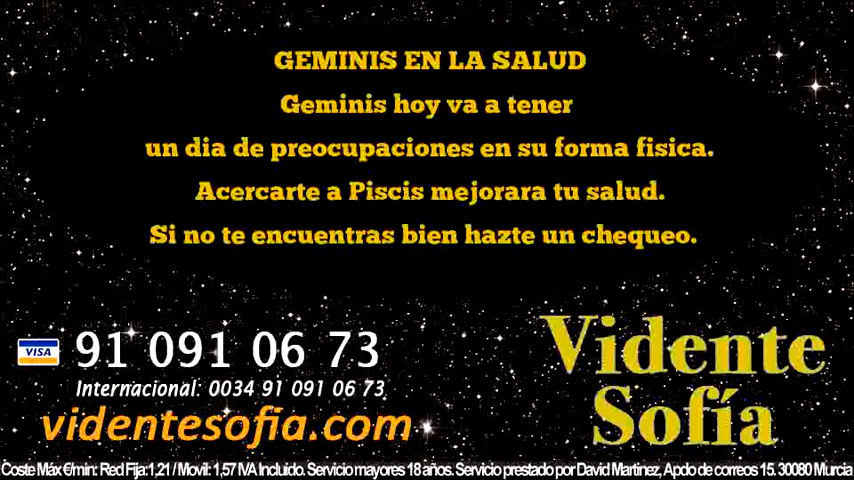 GEMINIS EN LA SALUD
Geminis hoy va a tener
un dia de preocupaciones en su forma fisica.
Acercarte a Piscis mejorara tu salud.
Si no te encuentras bien hazte un chequeo.
VISA 91 091 06 73
Internacional: 0034 91 091 06 73
videntesofia.com
Vidente
Sofía
Coste Máx €/min: Red Fija:1,21 / Movil: 1,57 IVA Incluido. Servicio mayores 18 años. Servicio prestado por David Martinez, Apdo de correos 15. 30080 Murcia